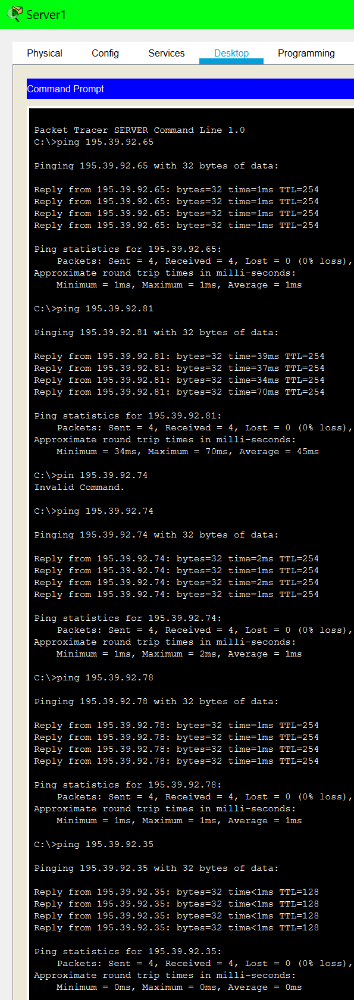 Server1
Physical Config Services Desktop Programming
Command Prompt
Packet Tracer SERVER Command Line 1.0
C:\>ping 195.39.92.65
Pinging 195.39.92.65 with 32 bytes of data:
Reply from 195.39.92.65: bytes=32 time=1ms TTL=254
Reply from 195.39.92.65: bytes=32 time=1ms TTL=254
Reply from 195.39.92.65: bytes=32 time=1ms TTL=254
Reply from 195.39.92.65: bytes=32 time=1ms TTL=254
Ping statistics for 195.39.92.65:
Packets: Sent = 4, Received = 4, Lost = 0 (0% loss),
Approximate round trip times in milli-seconds:
Minimum = 1ms, Maximum = 1ms, Average = 1ms
C:\>ping 195.39.92.81
Pinging 195.39.92.81 with 32 bytes of data:
Reply from 195.39.92.81: bytes=32 time=39ms TTL=254
Reply from 195.39.92.81: bytes=32 time=37ms TTL=254
Reply from 195.39.92.81: bytes=32 time=34ms TTL=254
Reply from 195.39.92.81: bytes=32 time=70ms TTL=254
Ping statistics for 195.39.92.81:
Packets: Sent = 4, Received = 4, Lost = 0 (0% loss),
Approximate round trip times in milli-seconds:
Minimum = 34ms, Maximum = 70ms, Average = 45ms
C:\>pin 195.39.92.74
Invalid Command.
C:\>ping 195.39.92.74
Pinging 195.39.92.74 with 32 bytes of data:
Reply from 195.39.92.74: bytes=32 time=2ms TTL=254
Reply from 195.39.92.74: bytes=32 time=1ms TTL=254
Reply from 195.39.92.74: bytes=32 time=2ms TTL=254
Reply from 195.39.92.74: bytes=32 time=1ms TTL=254
Ping statistics for 195.39.92.74:
Packets: Sent = 4, Received = 4, Lost = 0 (0% loss),
Approximate round trip times in milli-seconds:
Minimum = 1ms, Maximum = 2ms, Average = 1ms
C:\>ping 195.39.92.78
Pinging 195.39.92.78 with 32 bytes of data:
Reply from 195.39.92.78: bytes=32 time=1ms TTL=254
Reply from 195.39.92.78: bytes=32 time=1ms TTL=254
Reply from 195.39.92.78: bytes=32 time=1ms TTL=254
Reply from 195.39.92.78: bytes=32 time=1ms TTL=254
Ping statistics for 195.39.92.78:
Packets: Sent = 4, Received = 4, Lost = 0 (0% loss),
Approximate round trip times in milli-seconds:
Minimum = 1ms, Maximum = 1ms, Average = 1ms
C:\>ping 195.39.92.35
Pinging 195.39.92.35 with 32 bytes of data:
Reply from 195.39.92.35: bytes=32 time<1ms TTL=128
Reply from 195.39.92.35: bytes=32 time<1ms TTL=128
Reply from 195.39.92.35: bytes=32 time<1ms TTL=128
Reply from 195.39.92.35: bytes=32 time<1ms TTL=128
Ping statistics for 195.39.92.35:
Packets: Sent = 4, Received = 4, Lost = 0 (0% loss),
Approximate round trip times in milli-seconds:
Minimum = 0ms, Maximum = 0ms, Average = 0ms